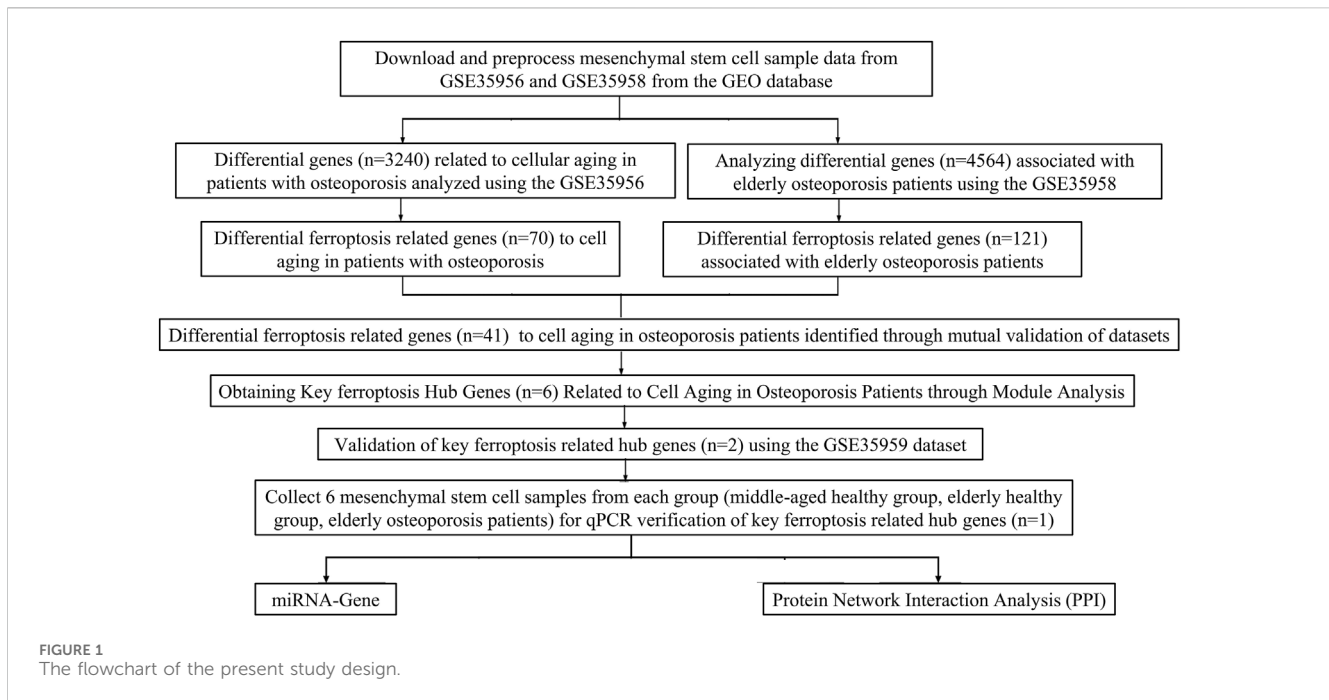 Download and preprocess mesenchymal stem cell sample data from
GSE35956 and GSE35958 from the GEO database
Differential genes (n=3240) related to cellular aging in
patients with osteoporosis analyzed using the GSE35956
Analyzing differential genes (n=4564) associated with
elderly osteoporosis patients using the GSE35958
Differential ferroptosis related genes (n=70) to cell
aging in patients with osteoporosis
Differential ferroptosis related genes (n=121)
associated with elderly osteoporosis patients
Differential ferroptosis related genes (n=41) to cell aging in osteoporosis patients identified through mutual validation of datasets
Obtaining Key ferroptosis Hub Genes (n=6) Related to Cell Aging in Osteoporosis Patients through Module Analysis
Validation of key ferroptosis related hub genes (n=2) using the GSE35959 dataset
Collect 6 mesenchymal stem cell samples from each group (middle-aged healthy group, elderly healthy
group, elderly osteoporosis patients) for qPCR verification of key ferroptosis related hub genes (n=1)
miRNA-Gene
Protein Network Interaction Analysis (PPI)
FIGURE 1
The flowchart of the present study design.